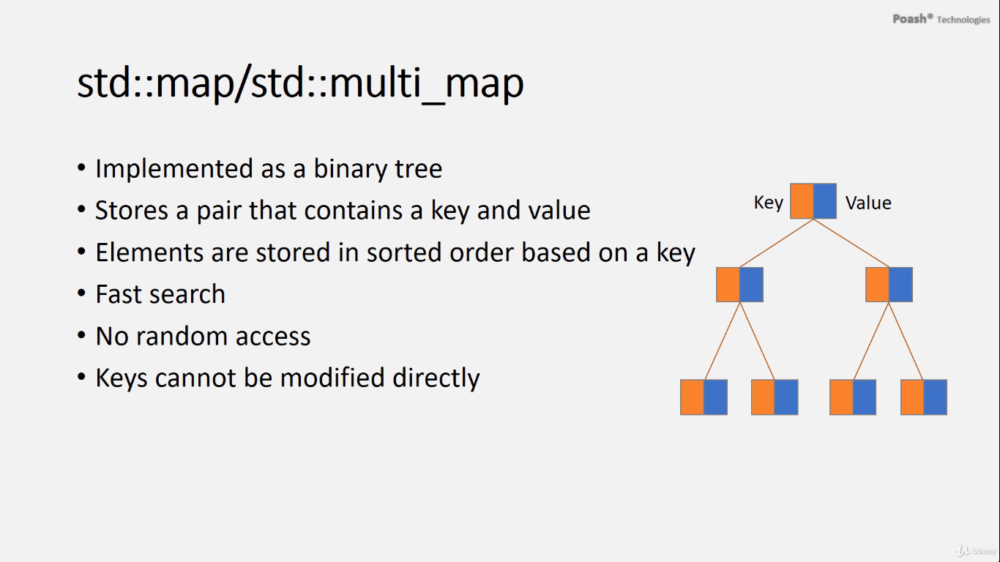 Poash® Technologies
std::map/std::multi_map
• Implemented as a binary tree
• Stores a pair that contains a key and value
• Elements are stored in sorted order based on a key
• Fast search
• No random access
• Keys cannot be modified directly
Key
Value
Udemy